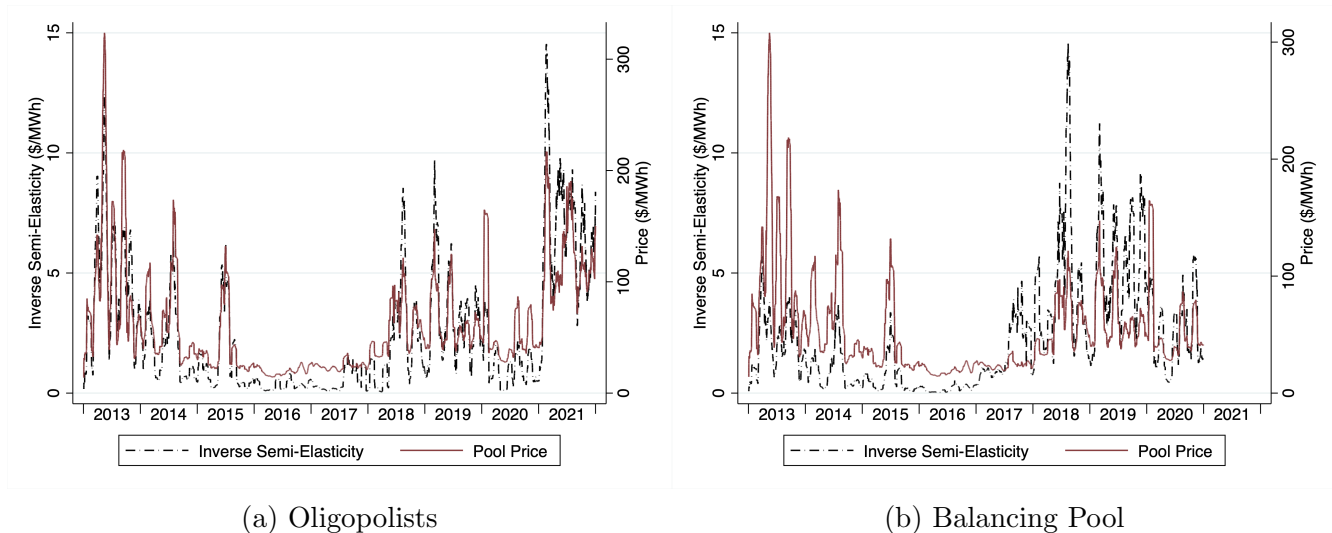 15
10
5
0
Inverse Semi-Elasticity ($/MWh)
300
200
100
0
Price ($/MWh)
2013 2014 2015 2016 2017 2018 2019 2020 2021
Inverse Semi-Elasticity Pool Price
(a) Oligopolists
15
10
5
0
Inverse Semi-Elasticity ($/MWh)
300
200
100
0
Price ($/MWh)
2013 2014 2015 2016 2017 2018 2019 2020 2021
Inverse Semi-Elasticity Pool Price
(b) Balancing Pool